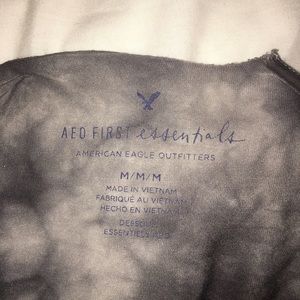 AEO FIRST essentials
AMERICAN EAGLE OUTFITTERS
M/M/M
MADE IN VIETNAM
FABRIQUÉ AU VIETNAM
HECHO EN VIETNAM